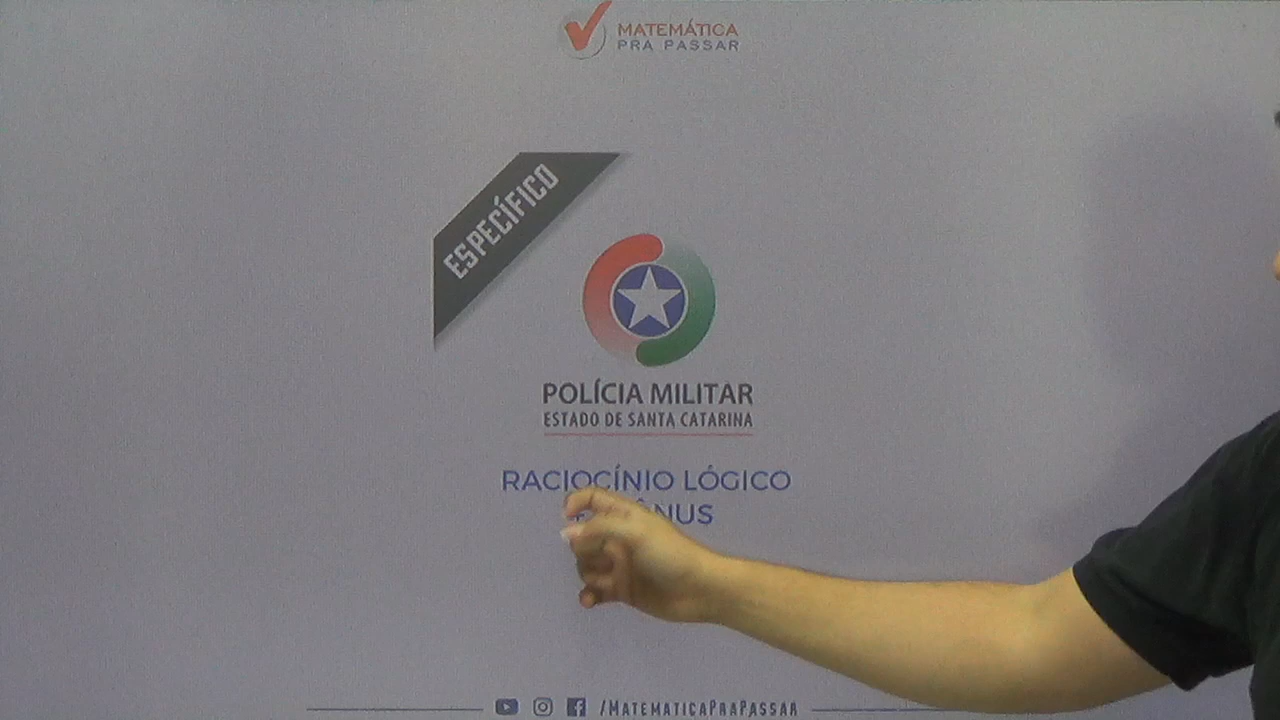 MATEMÁTICA
PRA PASSAR
ESPECÍFICO
POLÍCIA MILITAR
ESTADO DE SANTA CATARINA
RACIOCÍNIO LÓGICO
+
/MATEMATICAPRAPASSAR